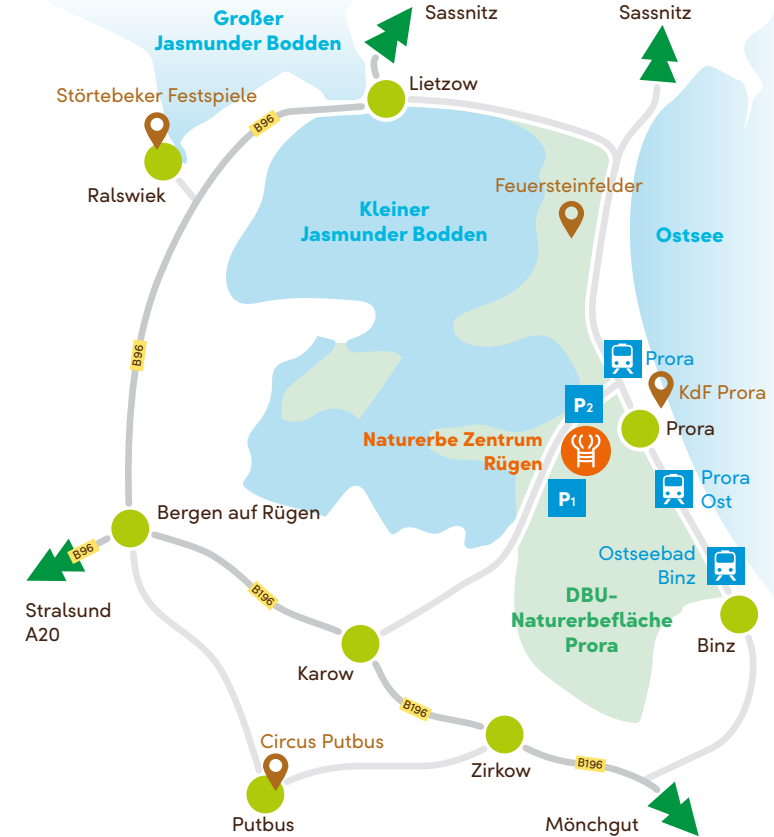 Großer
Jasmunder Bodden
Sassnitz
Sassnitz
Störtebeker Festspiele
Lietzow
B96
Ralswiek
Feuersteinfelder
Kleiner
Jasmunder Bodden
Ostsee
B96
Prora
KdF Prora
P2
Prora
Naturerbe Zentrum
Rügen
P1
Prora
Ost
Bergen auf Rügen
B96
Stralsund
A20
Ostseebad
Binz
B196
DBU-
Naturerbefläche
Prora
Binz
Karow
B196
Circus Putbus
Zirkow
B196
Putbus
Mönchgut